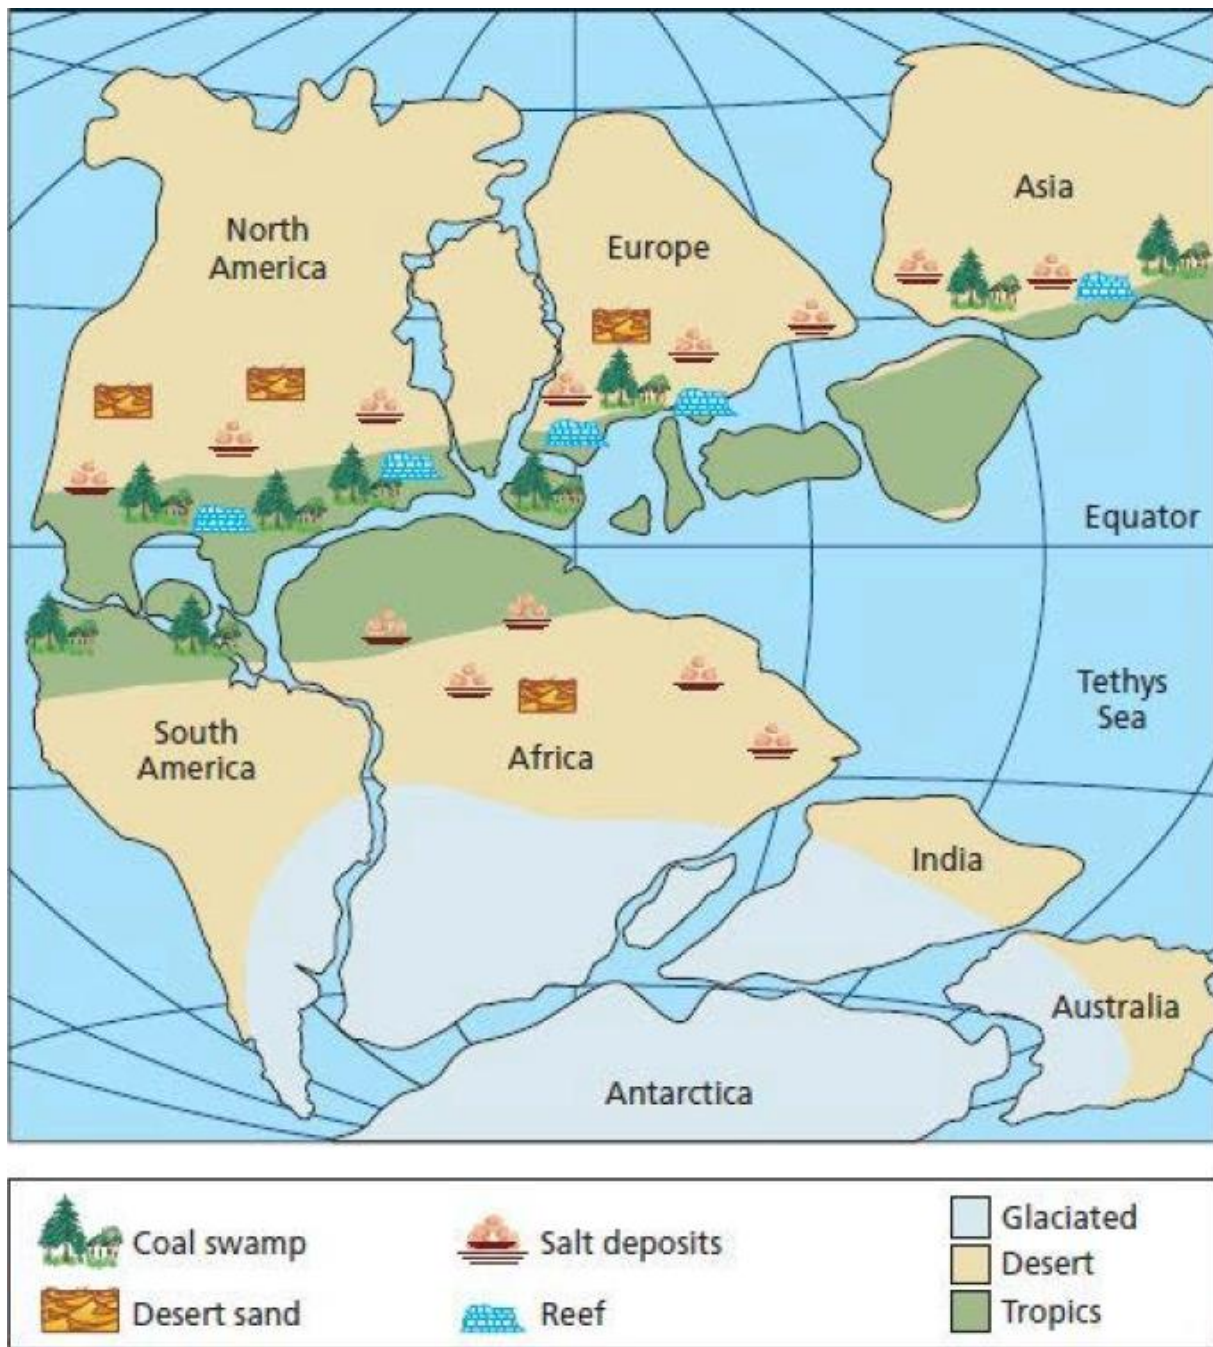 North
America
Europe
Asia
Equator
Tethys
Sea
South
America
Africa
India
Australia
Antarctica
Coal swamp
Salt deposits
Glaciated
Desert
Desert sand
Reef
Tropics